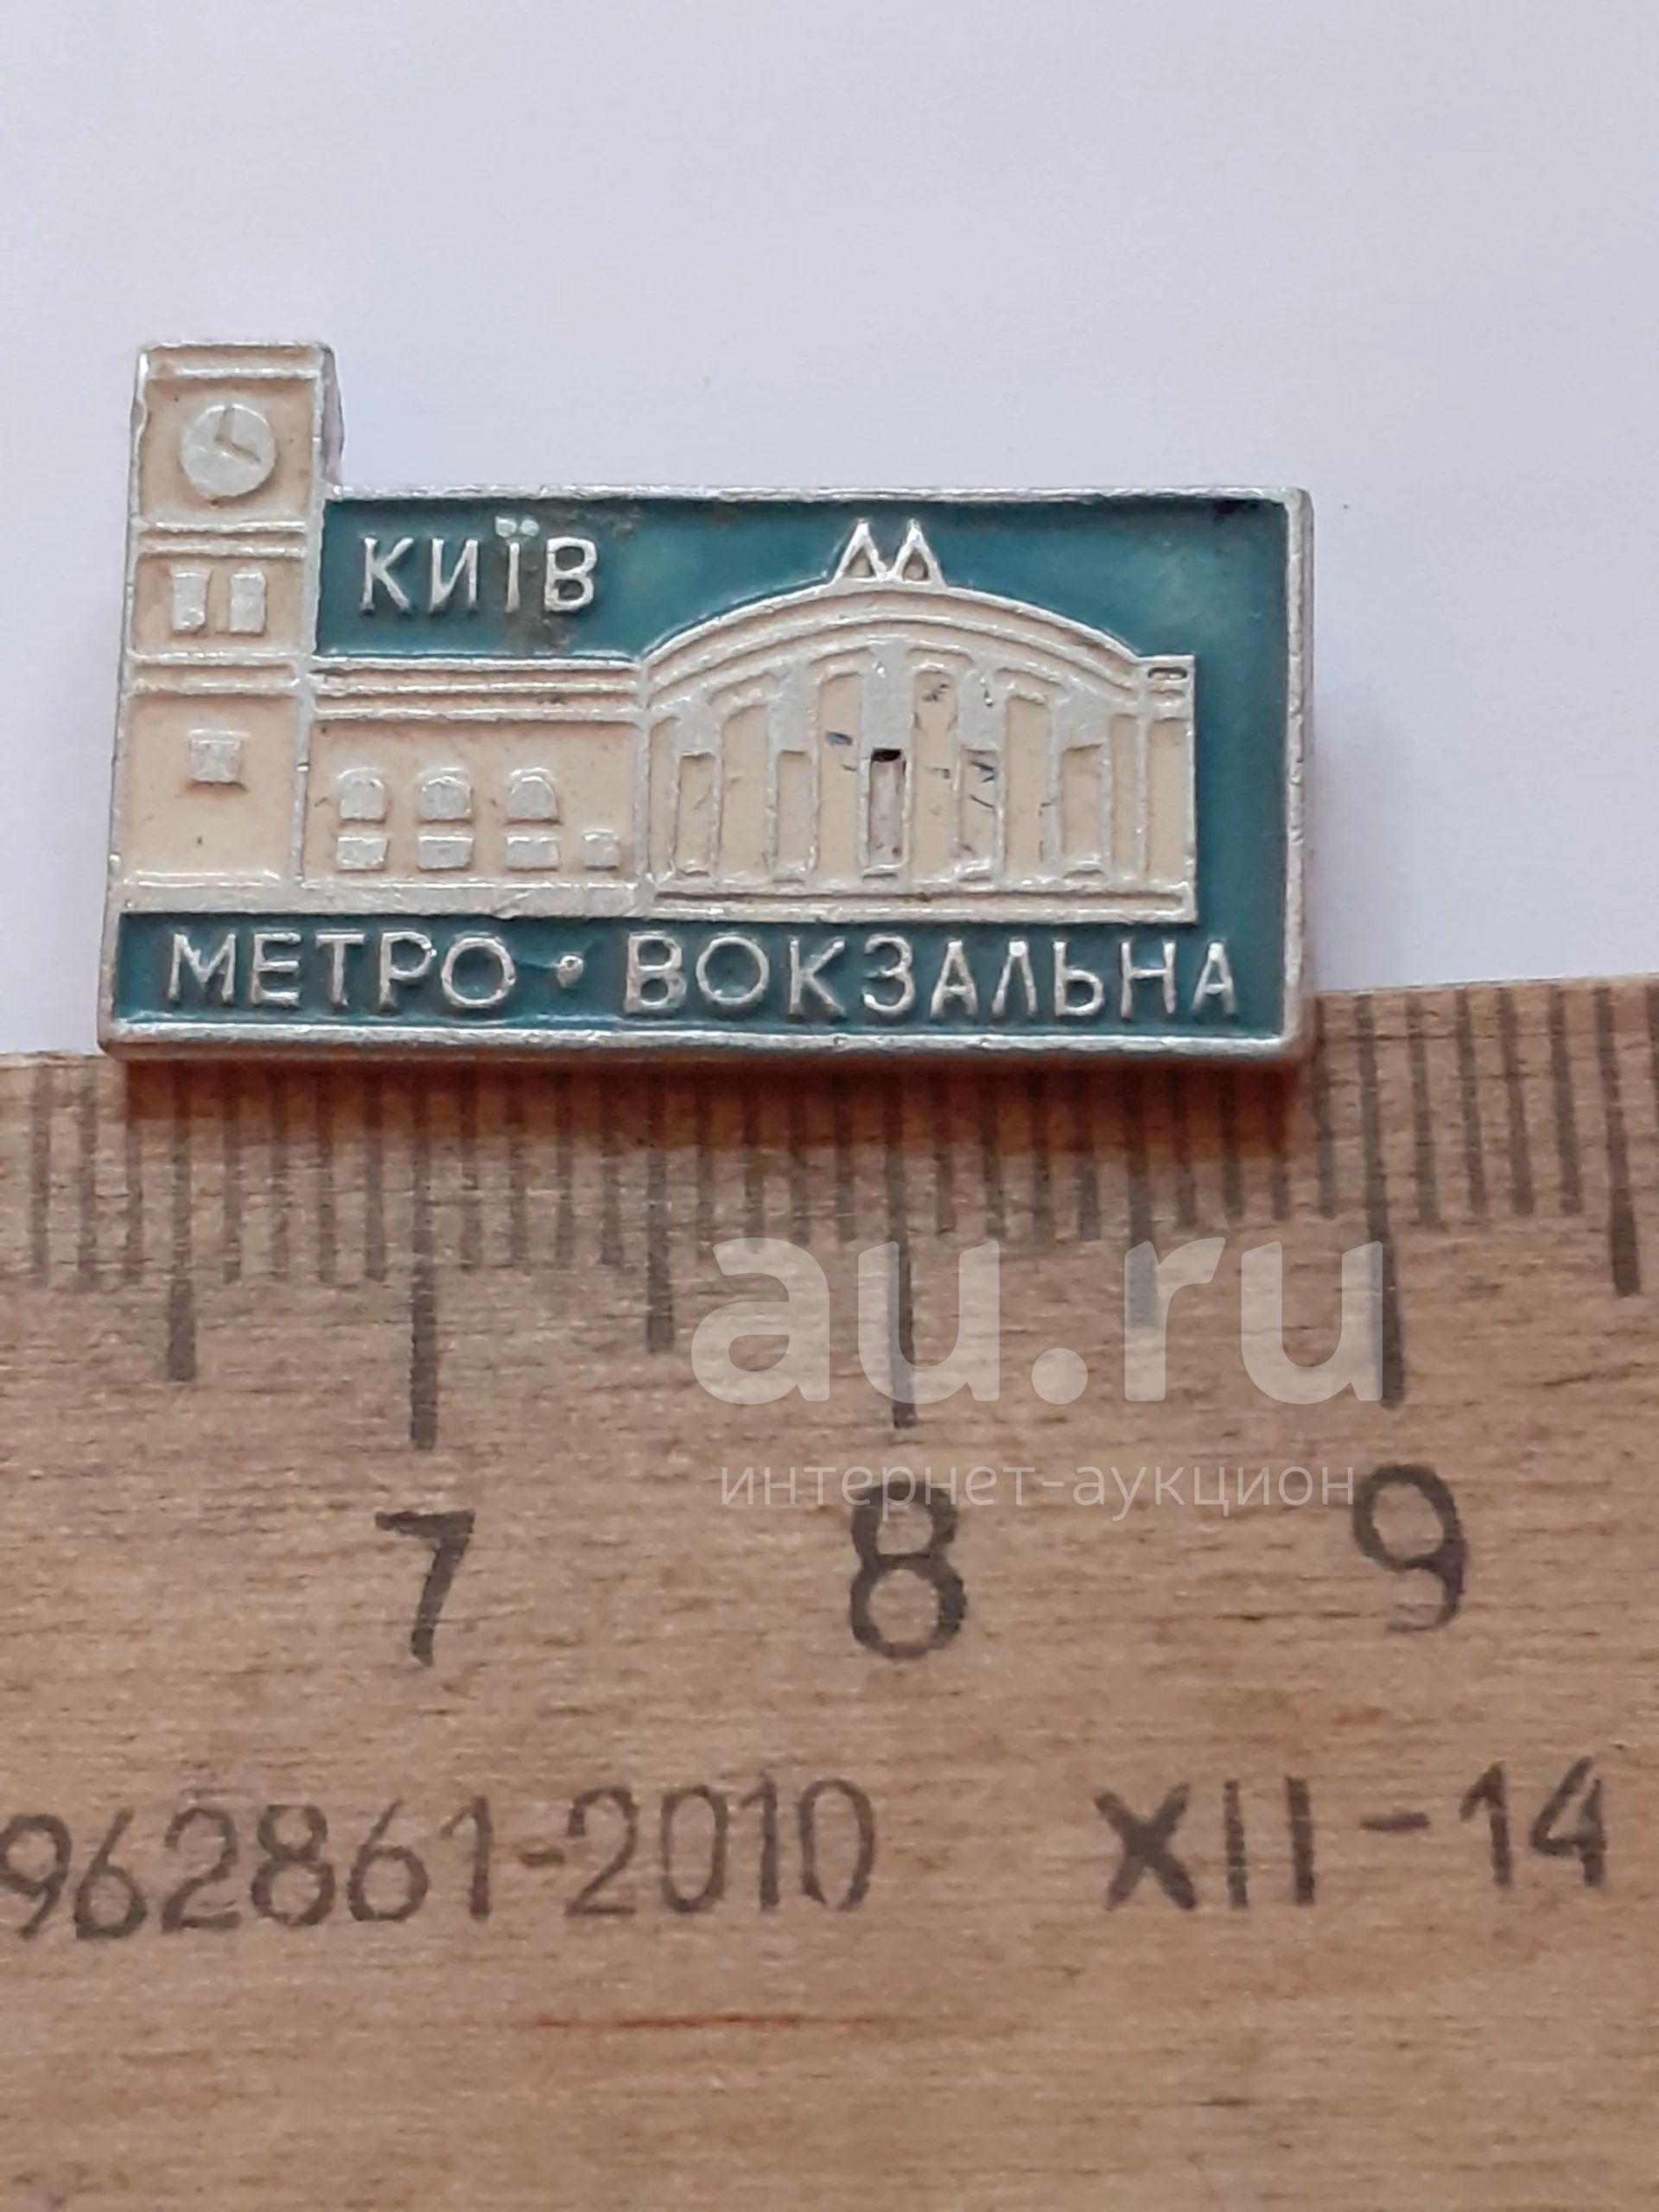 КИЇВ
МЕТРО · ВОКЗАЛЬНА
au.ru
интернет-аукцион
7 8 9
962861-2010 XII-14